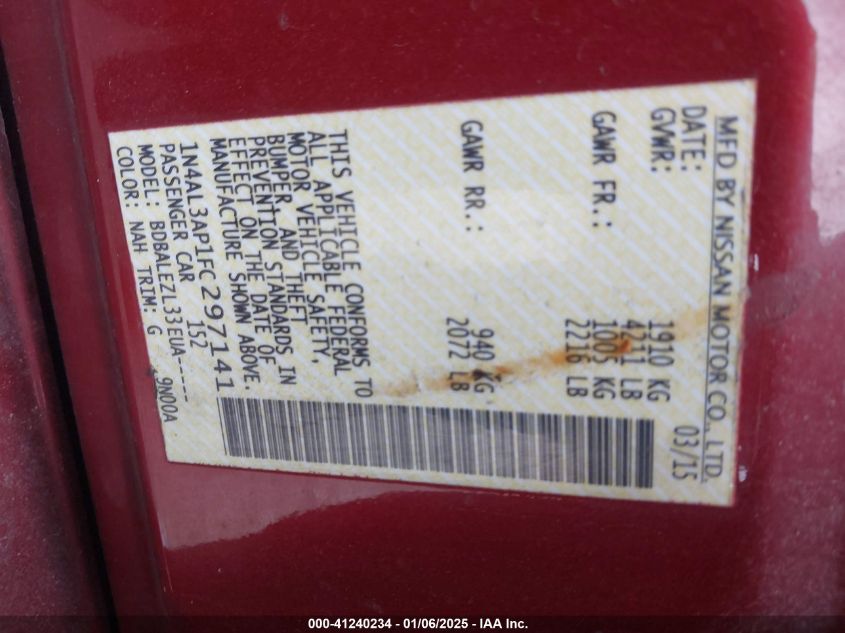 MFD BY NISSAN MOTOR CO., LTD.
DATE: 03/15
GVWR: 1910 KG
4211 LB
GAWR FR.: 1005 KG
2216 LB
GAWR RR.: 940 KG
2072 LB
THIS VEHICLE CONFORMS TO
ALL APPLICABLE FEDERAL
MOTOR VEHICLE SAFETY,
BUMPER AND THEFT
PREVENTION STANDARDS IN
EFFECT ON THE DATE OF
MANUFACTURE SHOWN ABOVE.
1N4AL3AP1FC297141
PASSENGER CAR 152
MODEL: BDBALEZL33EUA-----
COLOR: NAH TRIM: G 9N00A
000-41240234 - 01/06/2025 - IAA Inc.